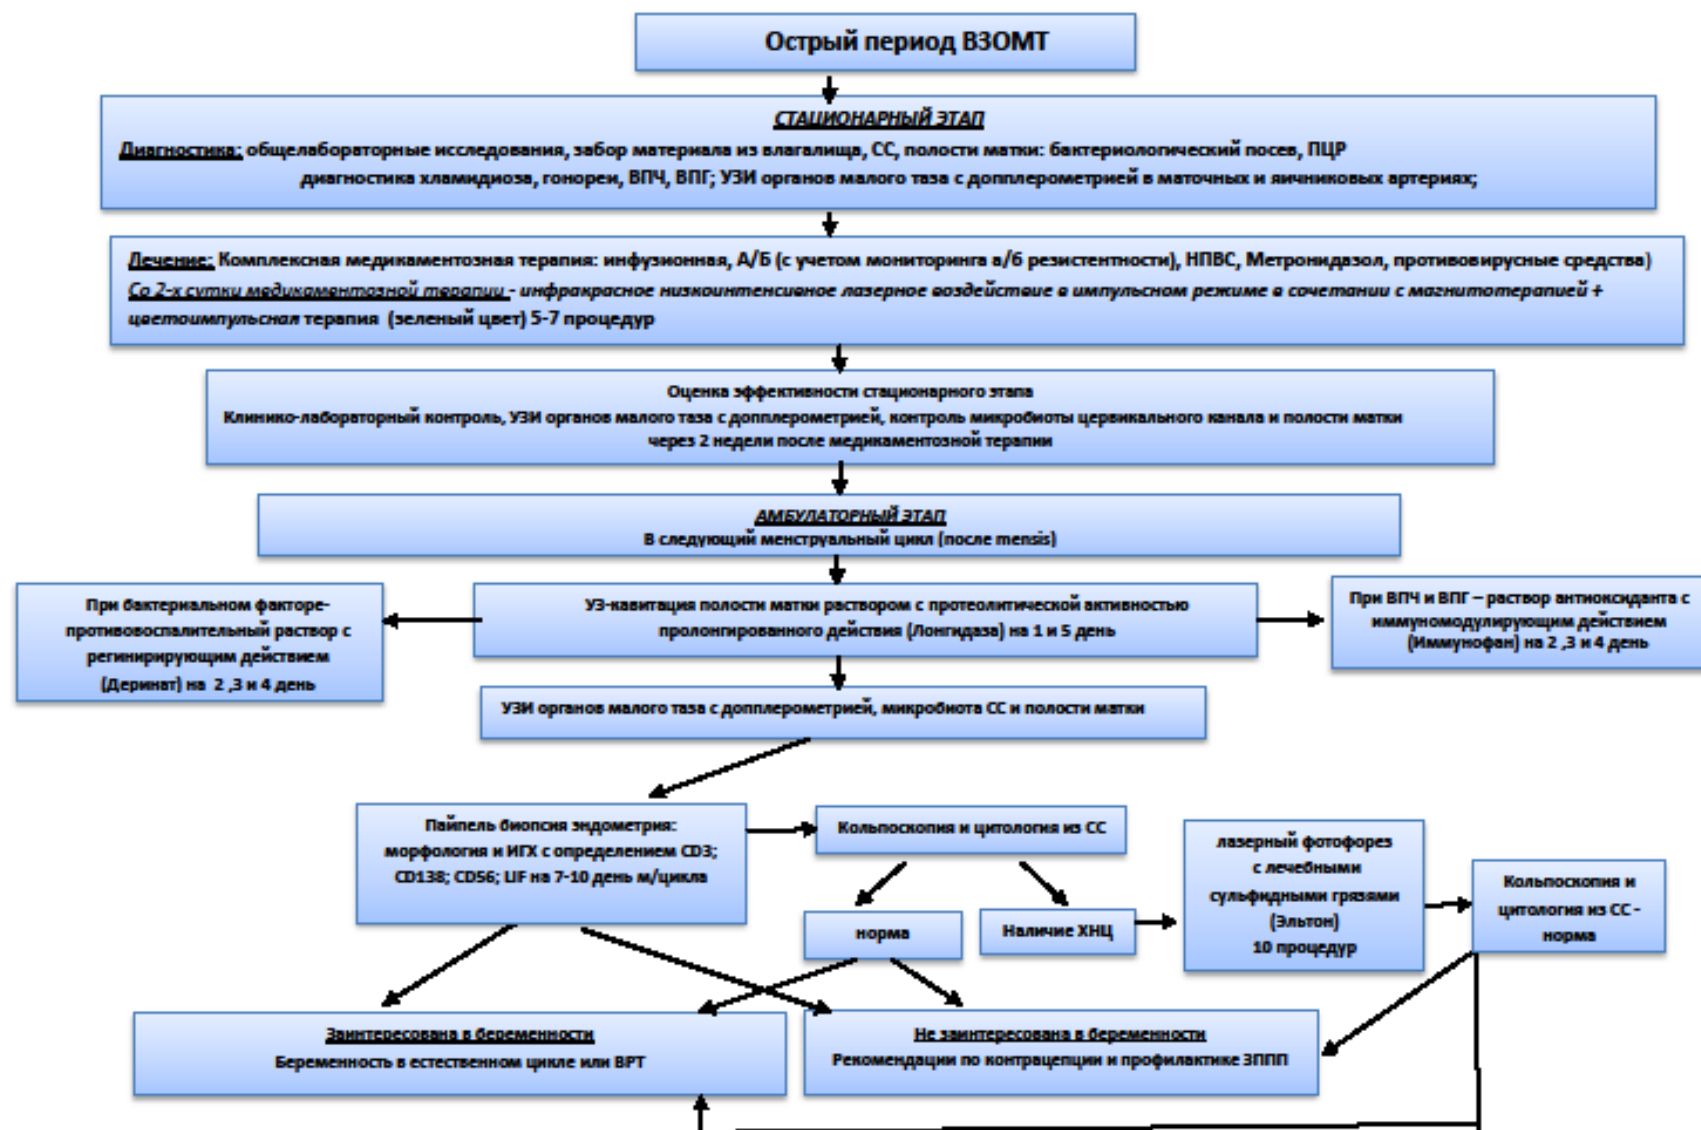 Острый период ВЗОМТ
СТАЦИОНАРНЫЙ ЭТАП
Диагностика: общелабораторные исследования, забор материала из влагалища, СС, полости матки: бактериологический посев, ПЦР
диагностика хламидиоза, гонореи, ВПЧ, ВПГ; УЗИ органов малого таза с допплерометрией в маточных и яичниковых артериях;
Лечение: Комплексная медикаментозная терапия: инфузионная, А/Б (с учетом мониторинга а/б резистентности), НПВС, Метронидазол, противовирусные средства)
Со 2-х сутки медикаментозной терапии - инфракрасное низкоинтенсивное лазерное воздействие в импульсном режиме в сочетании с магнитотерапией +
цветоимпульсная терапия (зеленый цвет) 5-7 процедур
Оценка эффективности стационарного этапа
Клинико-лабораторный контроль, УЗИ органов малого таза с допплерометрией, контроль микробиоты цервикального канала и полости матки
через 2 недели после медикаментозной терапии
АМБУЛАТОРНЫЙ ЭТАП
В следующий менструальный цикл (после mensis)
При бактериальном факторе-
противовоспалительный раствор с
регинирирующим действием
(Деринат) на 2 ,3 и 4 день
УЗ-кавитация полости матки раствором с протеолитической активностью
пролонгированного действия (Лонгидаза) на 1 и 5 день
При ВПЧ и ВПГ – раствор антиоксиданта с
иммуномодулирующим действием
(Иммунофан) на 2 ,3 и 4 день
УЗИ органов малого таза с допплерометрией, микробиота СС и полости матки
Пайпель биопсия эндометрия:
морфология и ИГХ с определением CD3;
CD138; CD56; LIF на 7-10 день м/цикла
Кольпоскопия и цитология из СС
норма
Наличие ХНЦ
лазерный фотофорез
с лечебными
сульфидными грязями
(Эльтон)
10 процедур
Кольпоскопия и
цитология из СС –
норма
Заинтересована в беременности
Беременность в естественном цикле или ВРТ
Не заинтересована в беременности
Рекомендации по контрацепции и профилактике ЗППП